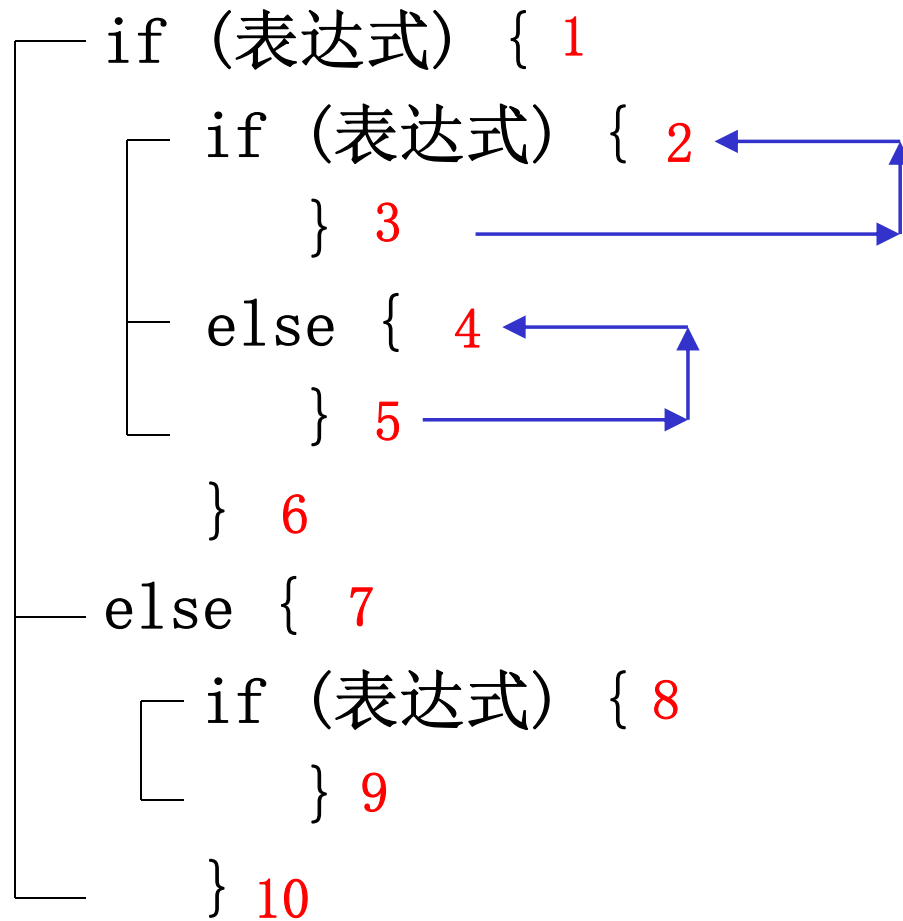 if (表达式) { 1
if (表达式) { 2
} 3
else { 4
} 5
} 6
else { 7
if (表达式) { 8
} 9
} 10